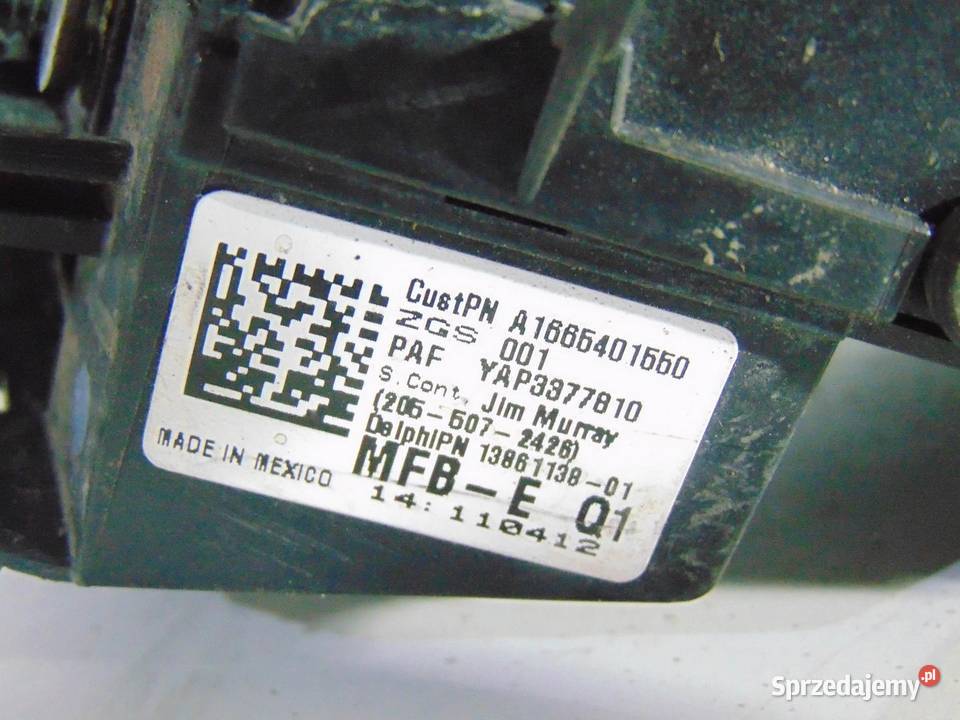 CustPN A1665401550
ZGS 001
PAF YAP3377810
S.Cont. Jim Murray
(205-507-2426)
DelphiPN 13861138-01
MFB-E Q1
14:110412
MADE IN MEXICO
Sprzedajemy.pl